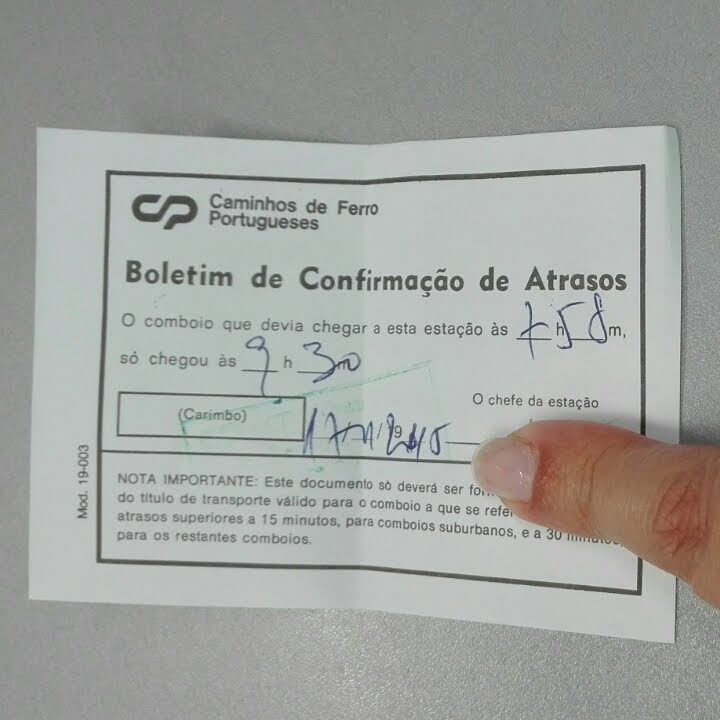 CP Caminhos de Ferro
Portugueses
Boletim de Confirmação de Atrasos
O comboio que devia chegar a esta estação às 7 h 58 m,
só chegou às 9 h 30
O chefe da estação
(Carimbo)
Mod. 19-003
NOTA IMPORTANTE: Este documento só deverá ser
do título de transporte válido para o comboio a que se
atrasos superiores a 15 minutos, para comboios suburbanos, e a 30 minutos,
para os restantes comboios.